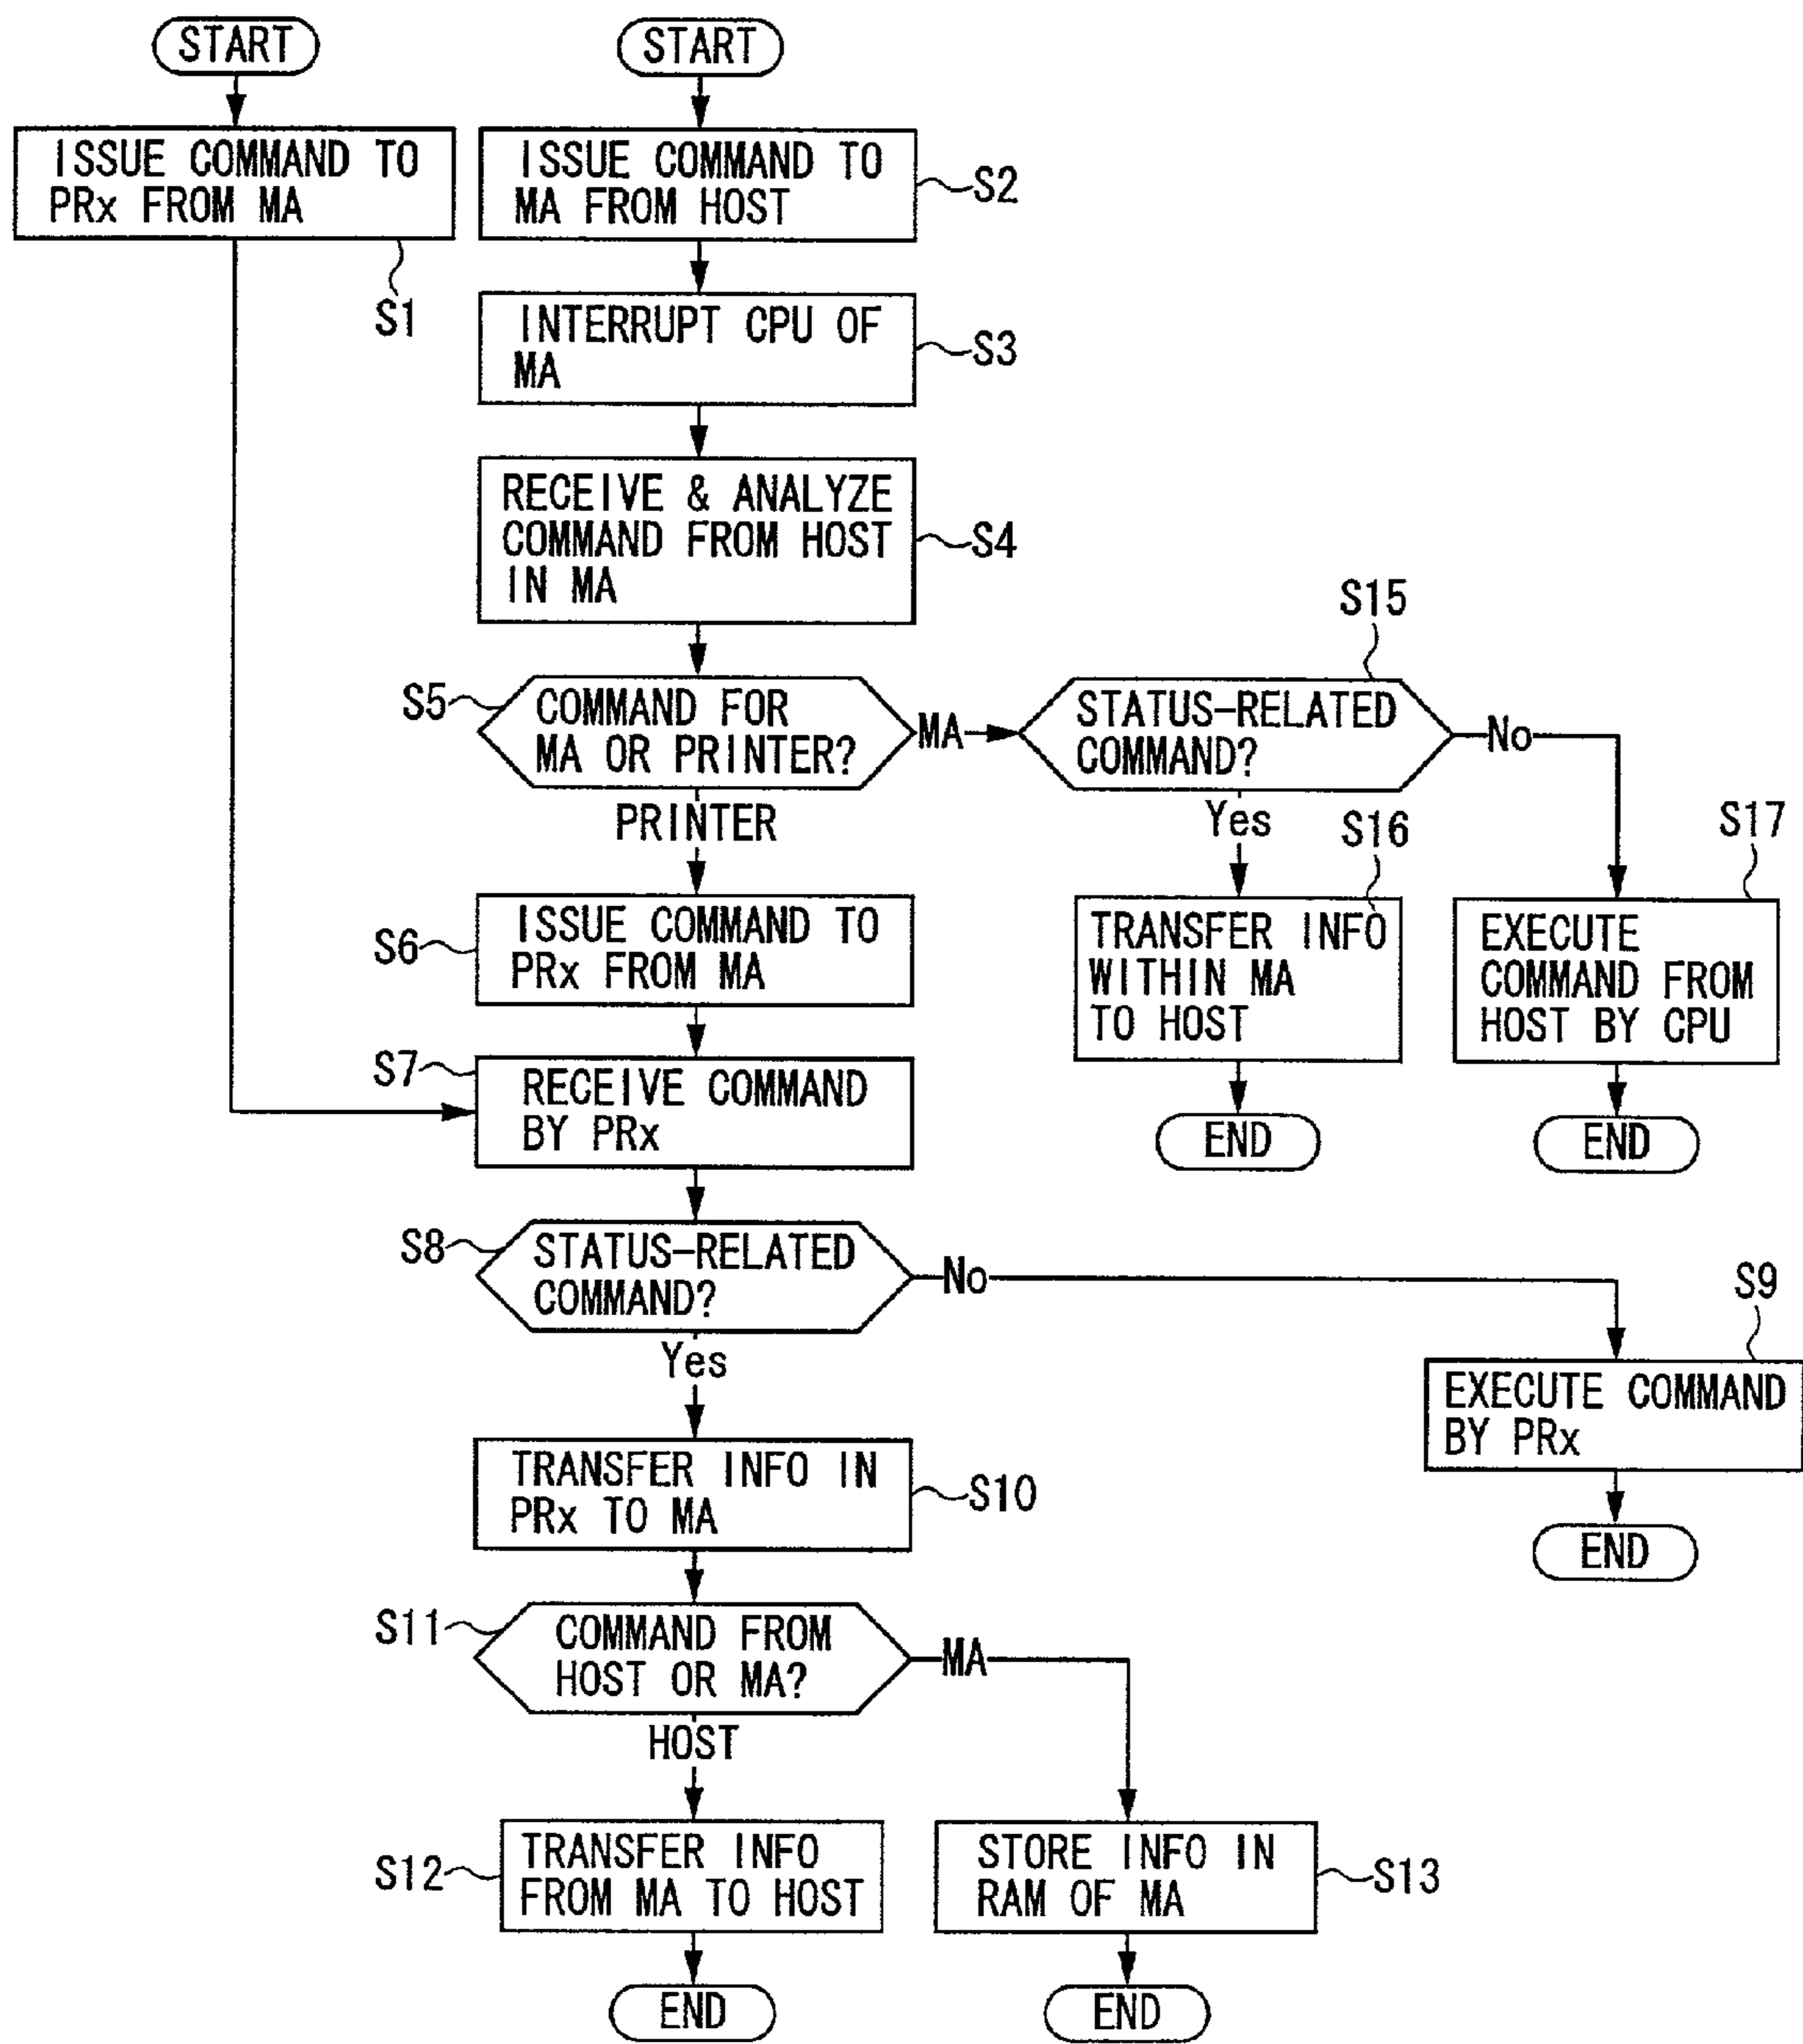 START
START
ISSUE COMMAND TO
PRx FROM MA
S1
ISSUE COMMAND TO
MA FROM HOST
S2
INTERRUPT CPU OF
MA
S3
RECEIVE & ANALYZE
COMMAND FROM HOST
IN MA
S4
S5
COMMAND FOR
MA OR PRINTER?
MA
PRINTER
S15
STATUS-RELATED
COMMAND?
No
Yes
S16
TRANSFER INFO
WITHIN MA
TO HOST
END
S17
EXECUTE
COMMAND FROM
HOST BY CPU
END
S6
ISSUE COMMAND TO
PRx FROM MA
S7
RECEIVE COMMAND
BY PRx
S8
STATUS-RELATED
COMMAND?
No
Yes
S9
EXECUTE COMMAND
BY PRx
END
TRANSFER INFO IN
PRx TO MA
S10
S11
COMMAND FROM
HOST OR MA?
MA
HOST
S12
TRANSFER INFO
FROM MA TO HOST
END
STORE INFO IN
RAM OF MA
S13
END